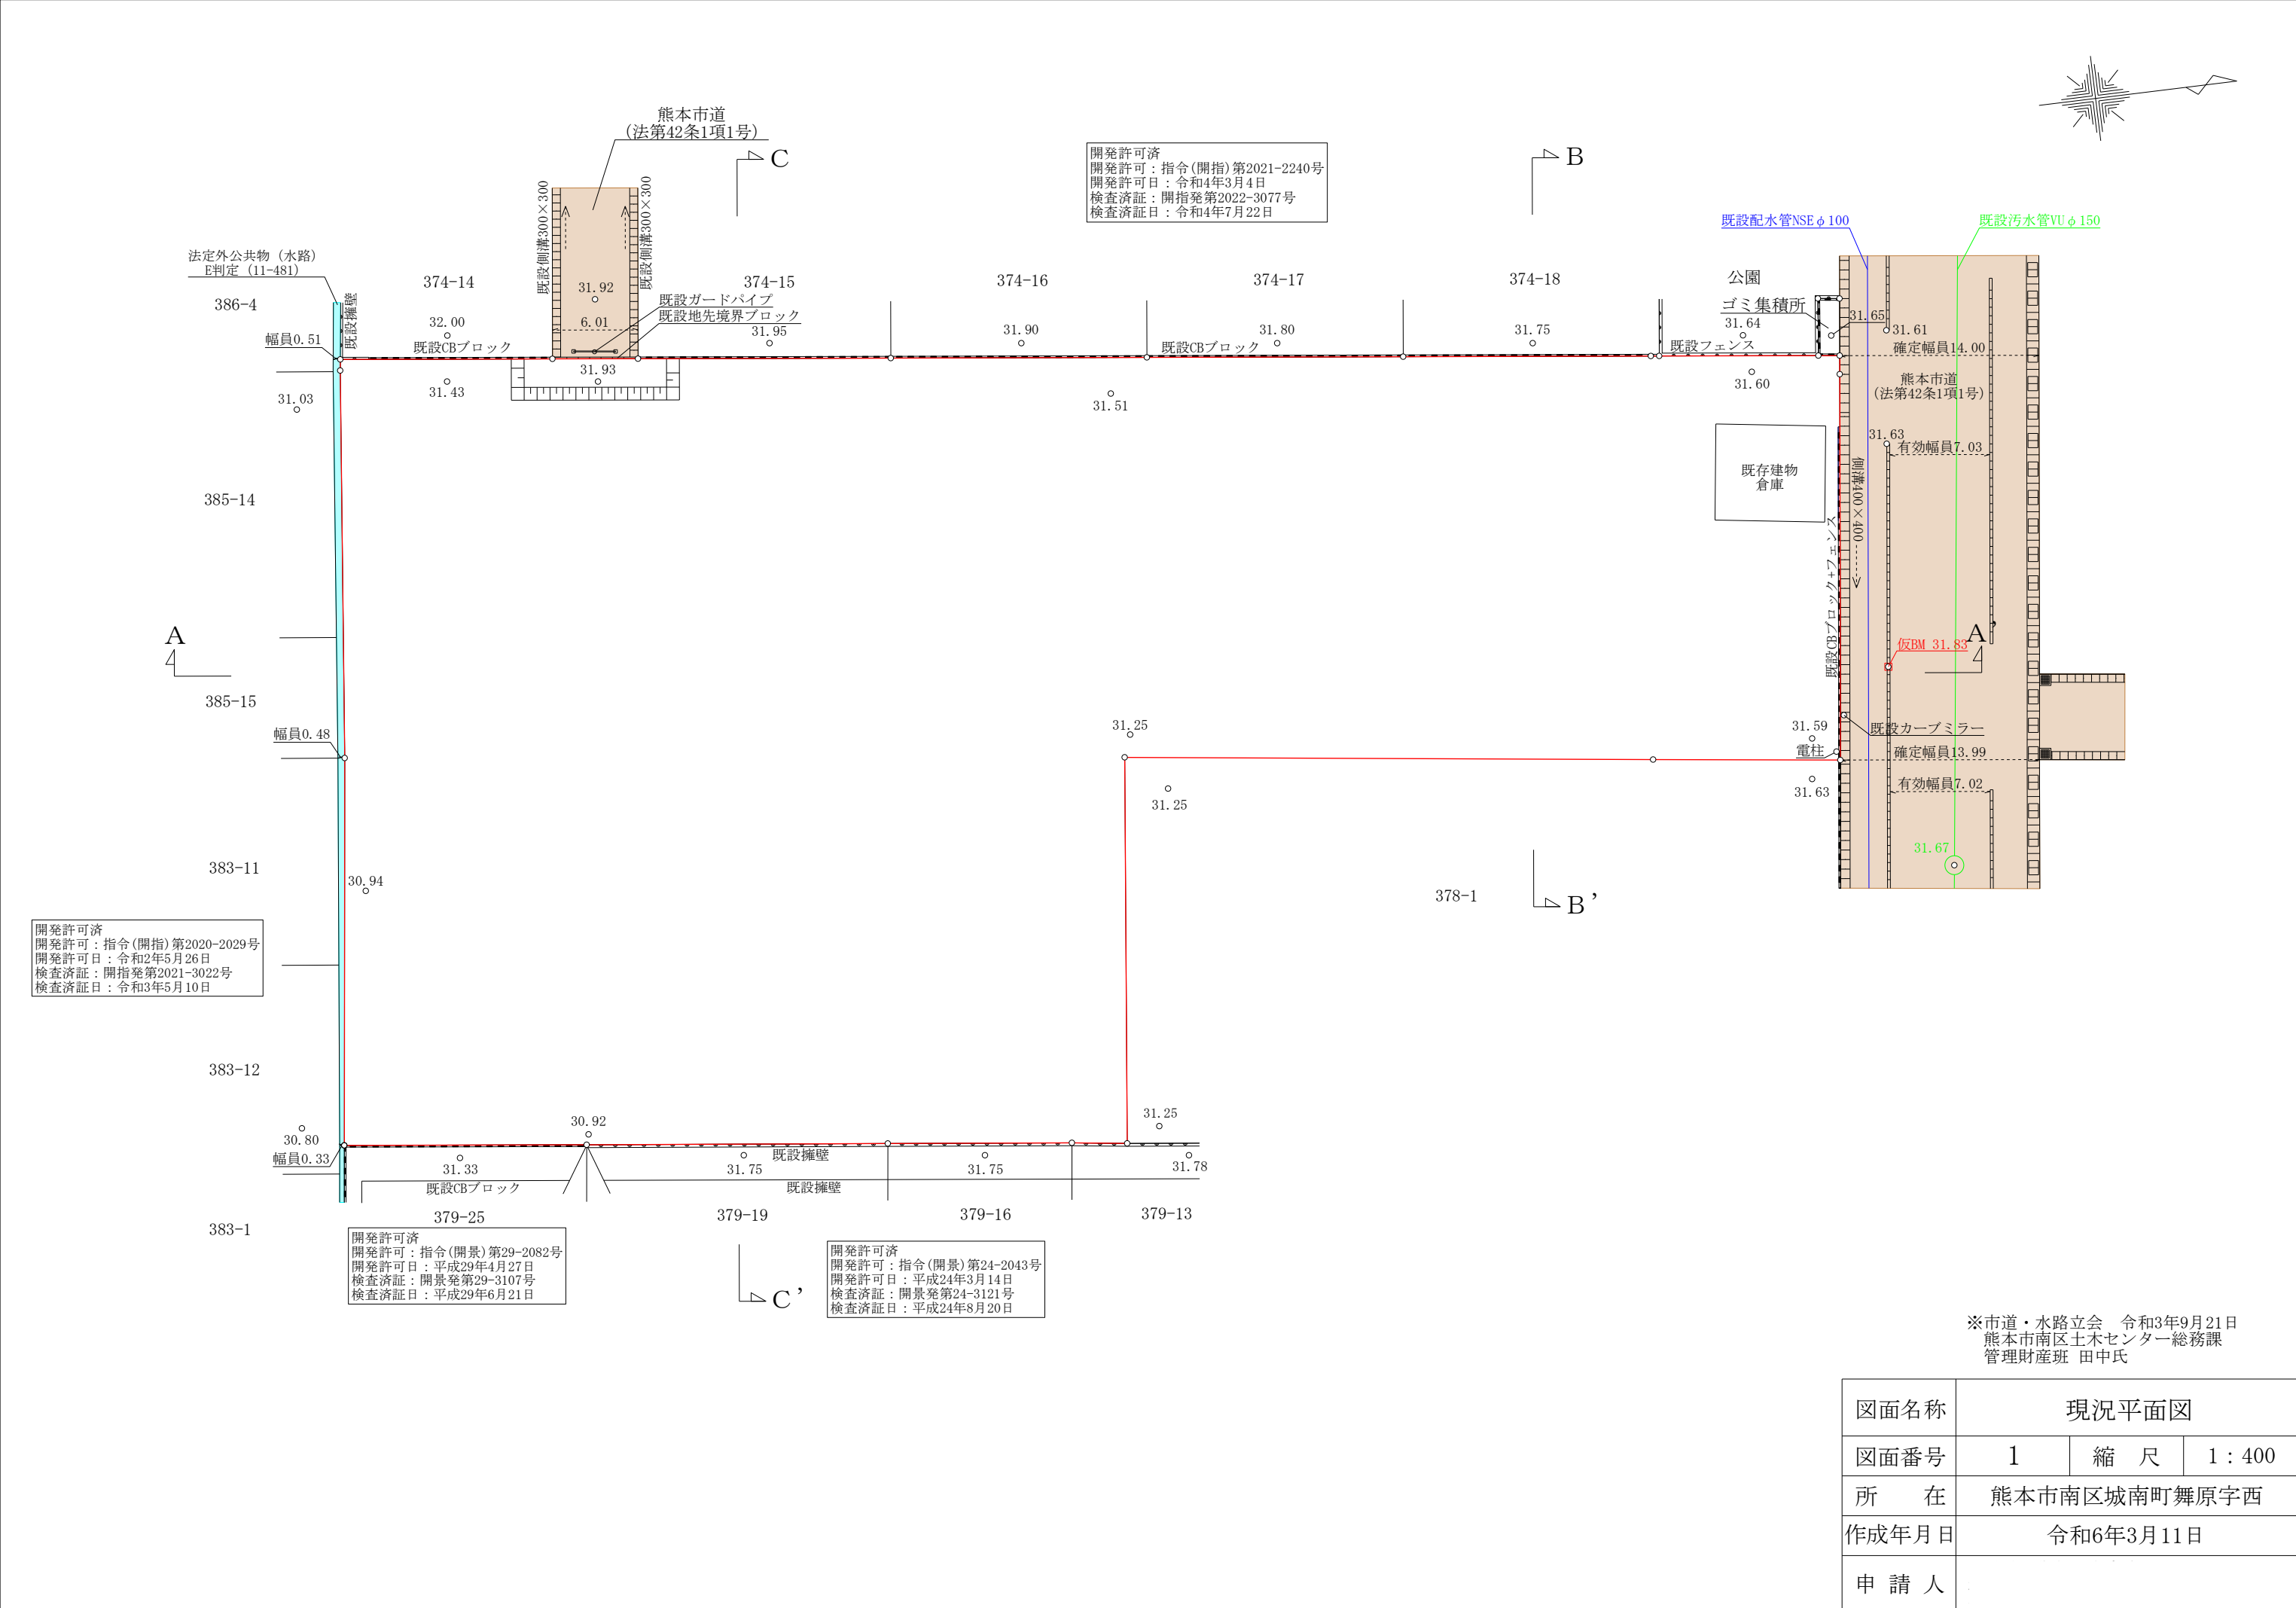 熊本市道
(法第42条1項1号)
C
B
開発許可済
開発許可：指令(開指)第2021-2240号
開発許可日：令和4年3月4日
検査済証：開指発第2022-3077号
検査済証日：令和4年7月22日
既設配水管NSEφ100
既設汚水管VUφ150
法定外公共物（水路）
E判定（11-481）
386-4
374-14
既設側溝300×300
既設側溝300×300
374-15
374-16
374-17
374-18
公園
ゴミ集積所
31.92
既設ガードパイプ
既設地先境界ブロック
6.01
既設擁壁
32.00
31.95
31.90
31.80
31.75
31.64
31.65
31.61
幅員0.51
既設CBブロック
既設CBブロック
既設フェンス
確定幅員14.00
31.93
31.43
31.03
31.51
31.60
熊本市道
(法第42条1項1号)
31.63
有効幅員7.03
側溝400×400
既存建物
倉庫
385-14
既設CBブロック+フェンス
A
A’
仮BM 31.83
385-15
幅員0.48
31.25
31.59
既設カーブミラー
電柱
確定幅員13.99
有効幅員7.02
31.25
31.63
31.67
383-11
30.94
378-1
B’
開発許可済
開発許可：指令(開指)第2020-2029号
開発許可日：令和2年5月26日
検査済証：開指発第2021-3022号
検査済証日：令和3年5月10日
383-12
30.92
31.25
30.80
幅員0.33
31.33
31.75
既設擁壁
31.75
31.78
既設CBブロック
既設擁壁
383-1
379-25
379-19
379-16
379-13
開発許可済
開発許可：指令(開景)第29-2082号
開発許可日：平成29年4月27日
検査済証：開景発第29-3107号
検査済証日：平成29年6月21日
C’
開発許可済
開発許可：指令(開景)第24-2043号
開発許可日：平成24年3月14日
検査済証：開景発第24-3121号
検査済証日：平成24年8月20日
※市道・水路立会　令和3年9月21日
熊本市南区土木センター総務課
管理財産班 田中氏
図面名称 現況平面図
図面番号 1 縮　尺 1：400
所　　在 熊本市南区城南町舞原字西
作成年月日 令和6年3月11日
申 請 人